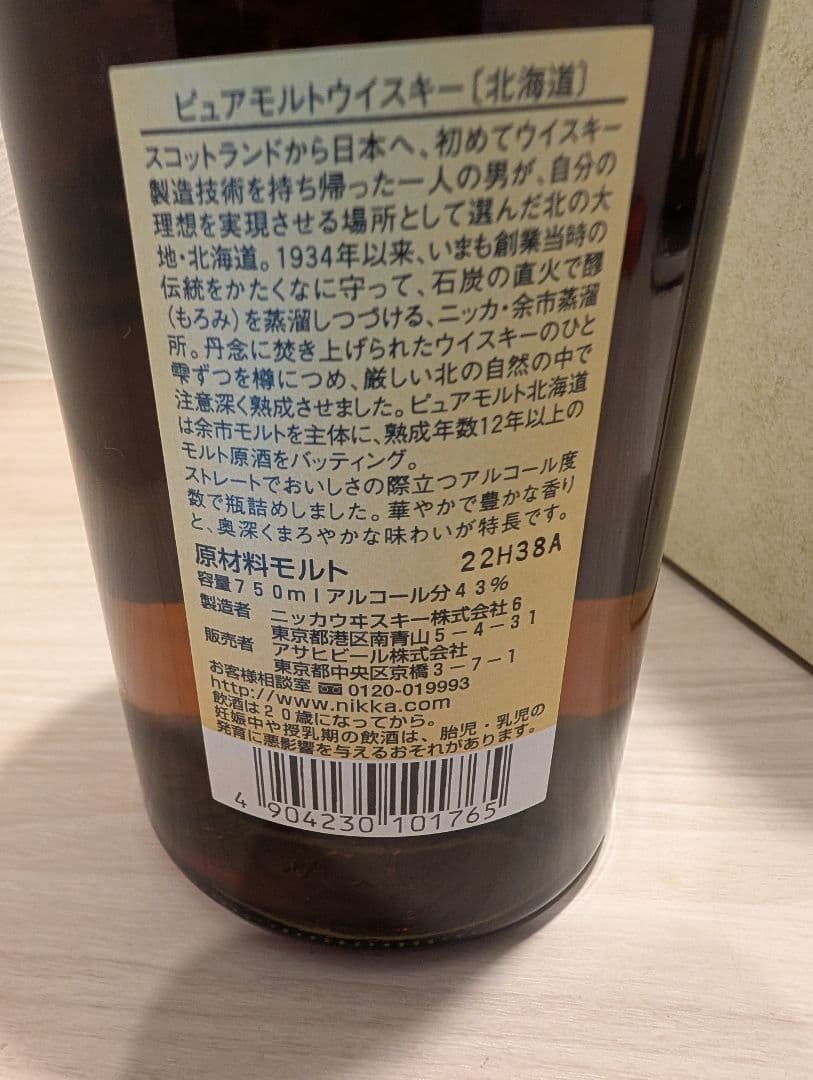 ピュアモルトウイスキー〔北海道〕
スコットランドから日本へ、初めてウイスキー
製造技術を持ち帰った一人の男が、自分の
理想を実現させる場所として選んだ北の大
地・北海道。1934年以来、いまも創業当時の
伝統をかたくなに守って、石炭の直火で醪
(もろみ)を蒸溜しつづける、ニッカ・余市蒸溜
所。丹念に焚き上げられたウイスキーのひと
雫ずつを樽につめ、厳しい北の自然の中で
注意深く熟成させました。ピュアモルト北海道
は余市モルトを主体に、熟成年数12年以上の
モルト原酒をバッティング。
ストレートでおいしさの際立つアルコール度
数で瓶詰めしました。華やかで豊かな香り
と、奥深くまろやかな味わいが特長です。
22H38A
原材料モルト
容量750mlアルコール分43%
製造者 ニッカウヰスキー株式会社6
東京都港区南青山5-4-31
販売者 アサヒビール株式会社
東京都中央区京橋3-7-1
お客様相談室 0120-019993
http://www.nikka.com
飲酒は20歳になってから。
妊娠中や授乳期の飲酒は、胎児・乳児の
発育に悪影響を与えるおそれがあります。
4 904230 101765